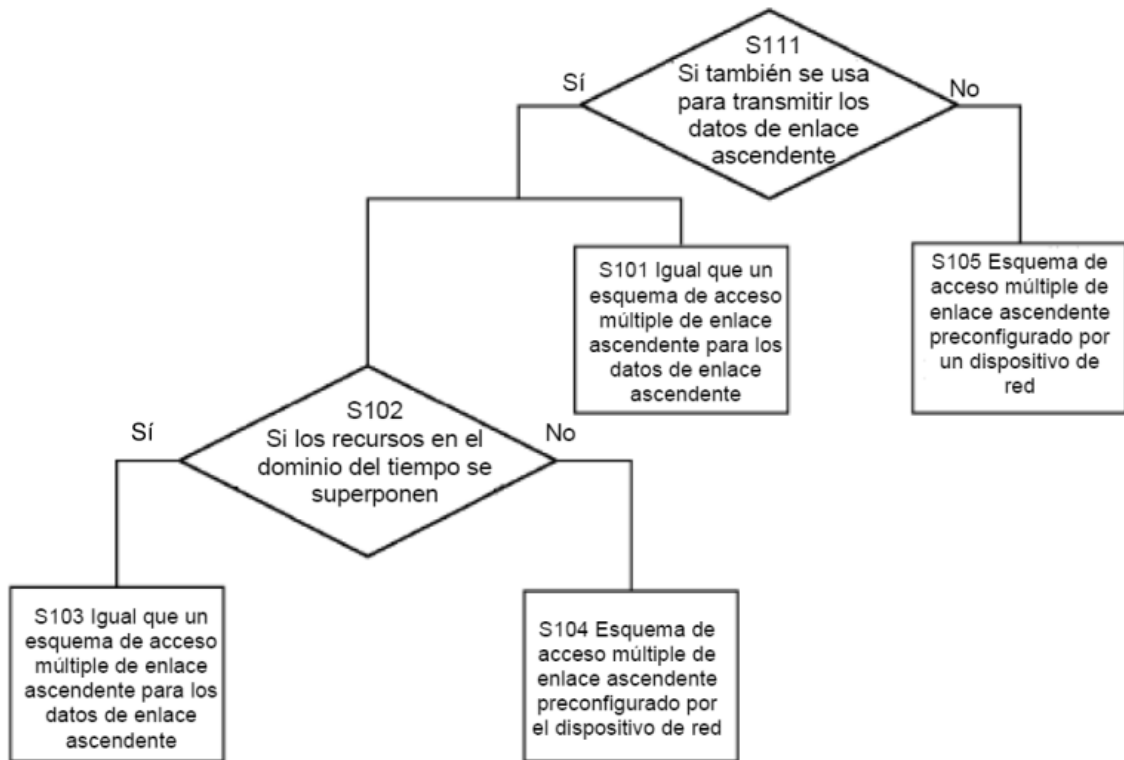 S111
Si también se usa
para transmitir los
datos de enlace
ascendente
Sí
No
S101 Igual que un
esquema de acceso
múltiple de enlace
ascendente para los
datos de enlace
ascendente
S105 Esquema de
acceso múltiple de
enlace ascendente
preconfigurado por
un dispositivo de
red
S102
Si los recursos en el
dominio del tiempo se
superponen
Sí
No
S103 Igual que un
esquema de acceso
múltiple de enlace
ascendente para los
datos de enlace
ascendente
S104 Esquema de
acceso múltiple de
enlace ascendente
preconfigurado por
el dispositivo de red